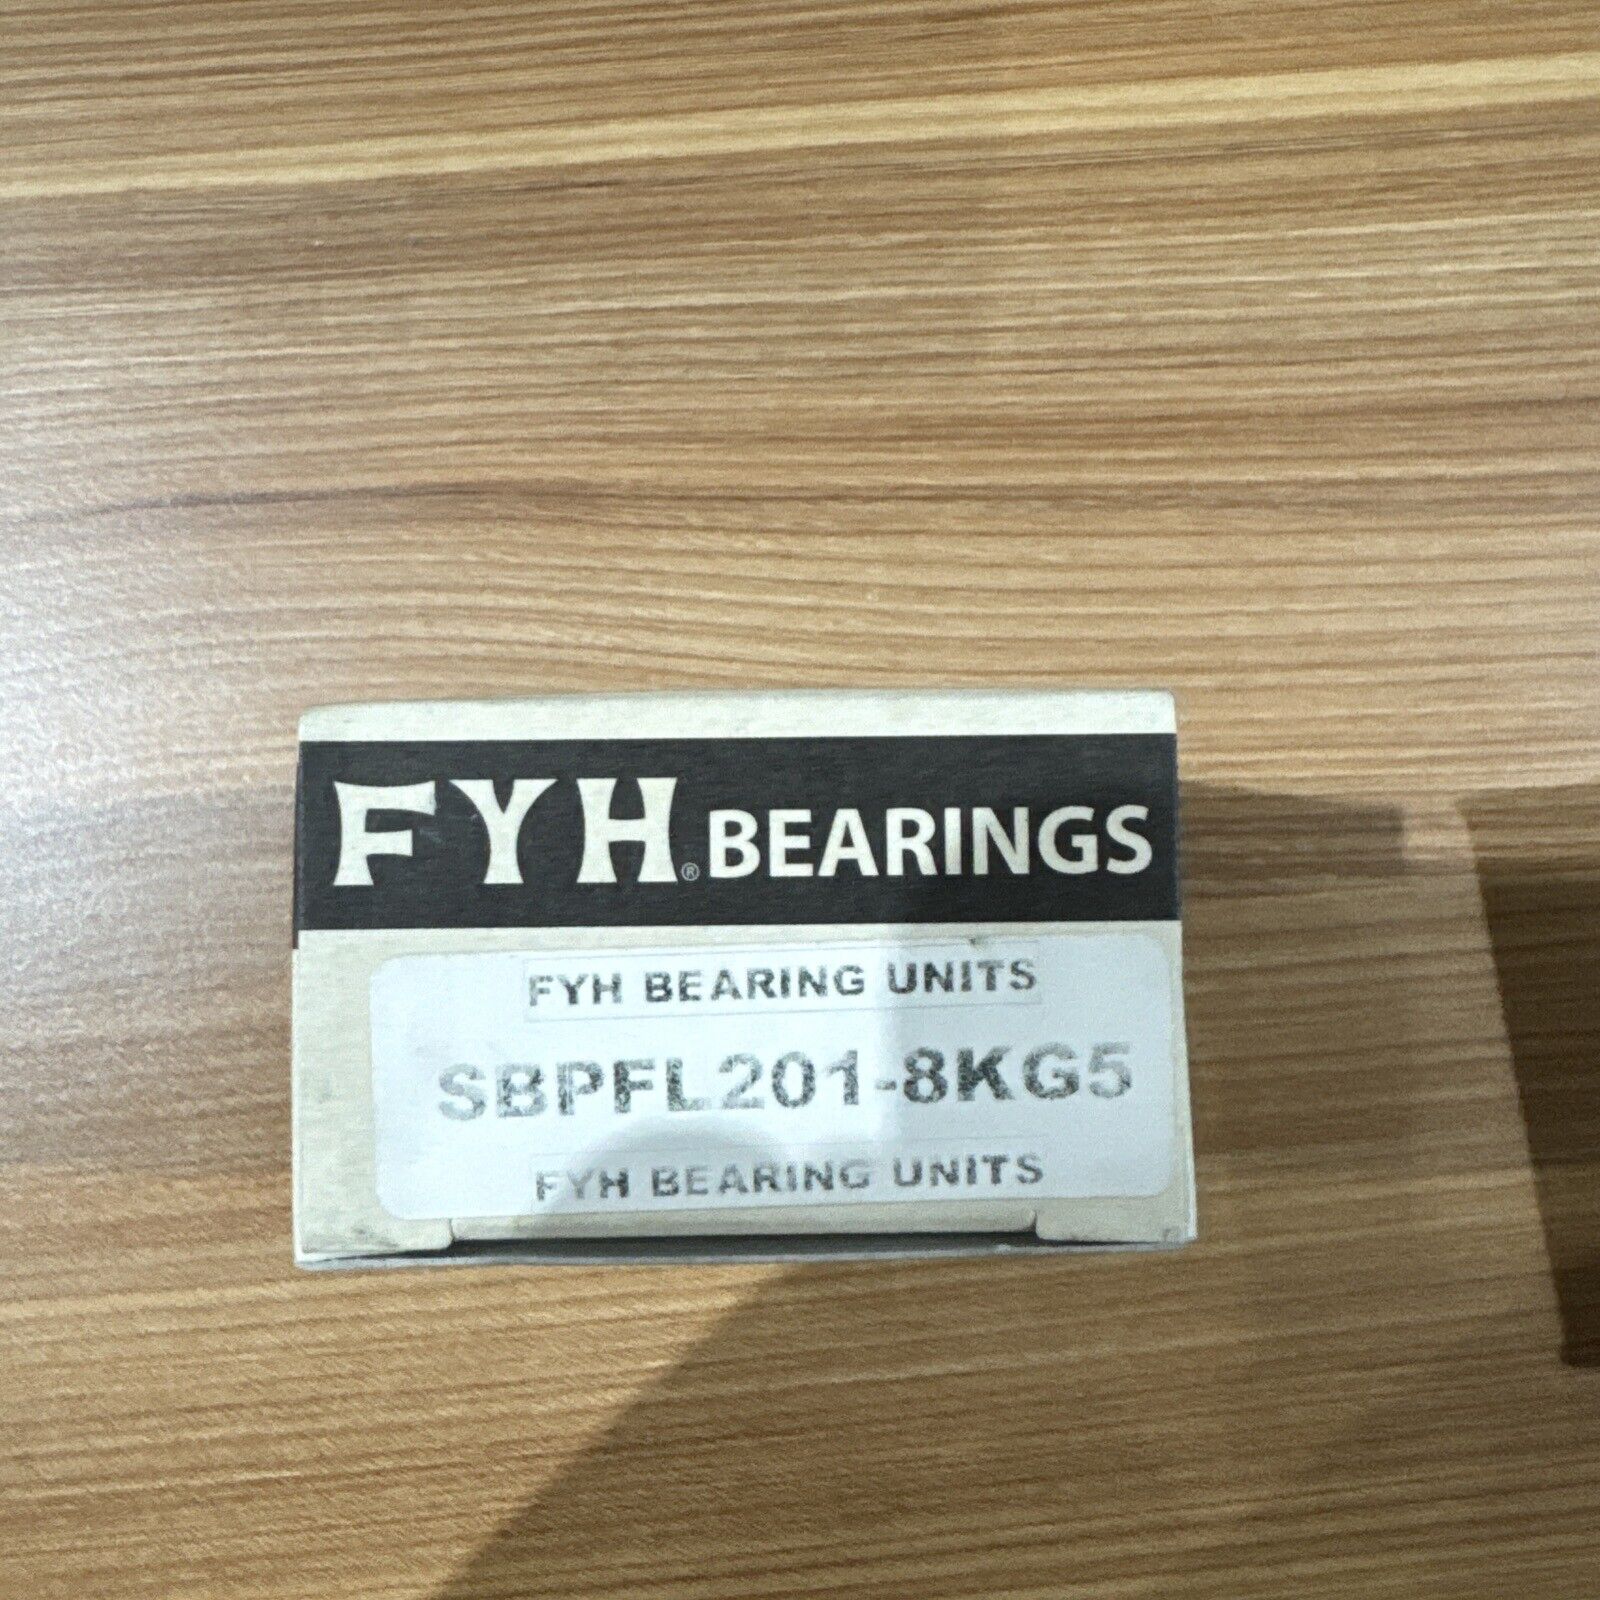 FYH® BEARINGS
FYH BEARING UNITS
SBPFL201-8KG5
FYH BEARING UNITS